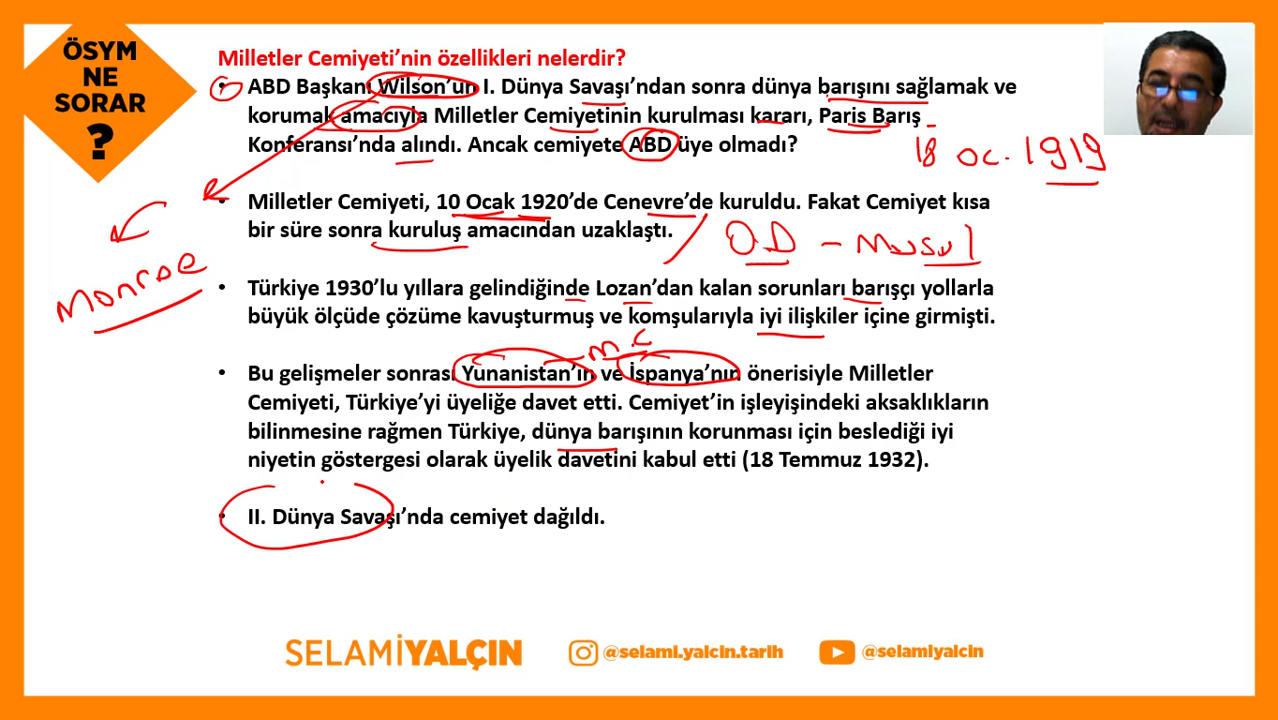 ÖSYM
NE
SORAR
?
Milletler Cemiyeti'nin özellikleri nelerdir?
• ABD Başkanı Wilson'un I. Dünya Savaşı'ndan sonra dünya barışını sağlamak ve
korumak amacıyla Milletler Cemiyetinin kurulması kararı, Paris Barış
Konferansı'nda alındı. Ancak cemiyete ABD üye olmadı?
18 oc. 1919
• Milletler Cemiyeti, 10 Ocak 1920'de Cenevre'de kuruldu. Fakat Cemiyet kısa
bir süre sonra kuruluş amacından uzaklaştı.
O.D - Musul
Monroe
• Türkiye 1930'lu yıllara gelindiğinde Lozan'dan kalan sorunları barışçı yollarla
büyük ölçüde çözüme kavuşturmuş ve komşularıyla iyi ilişkiler içine girmişti.
m.c
• Bu gelişmeler sonrası Yunanistan'ın ve İspanya'nın önerisiyle Milletler
Cemiyeti, Türkiye'yi üyeliğe davet etti. Cemiyet'in işleyişindeki aksaklıkların
bilinmesine rağmen Türkiye, dünya barışının korunması için beslediği iyi
niyetin göstergesi olarak üyelik davetini kabul etti (18 Temmuz 1932).
• II. Dünya Savaşı'nda cemiyet dağıldı.
SELAMİYALÇIN
@selami.yalcin.tarih
@selamiyalcin